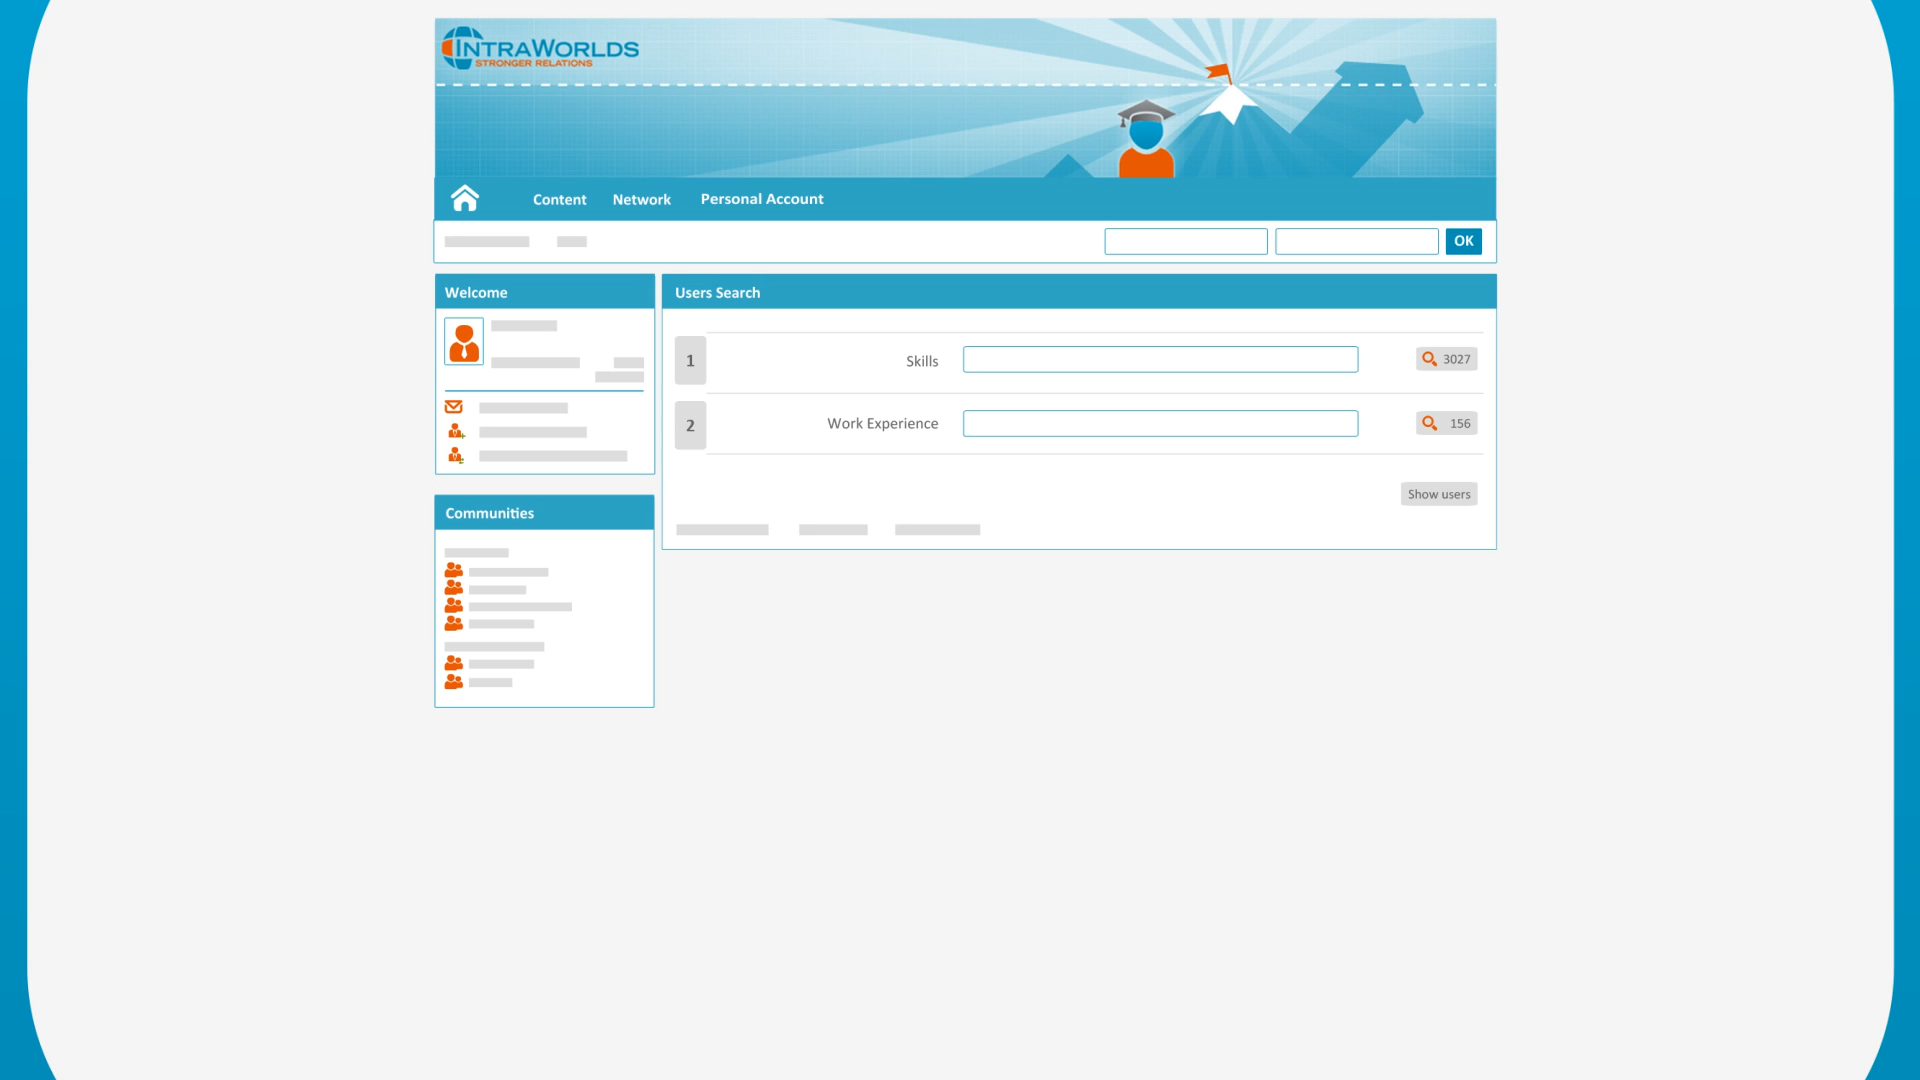 INTRAWORLDS
STRONGER RELATIONS
Content Network Personal Account
OK
Welcome
Users Search
1 Skills 3027
2 Work Experience 156
Show users
Communities